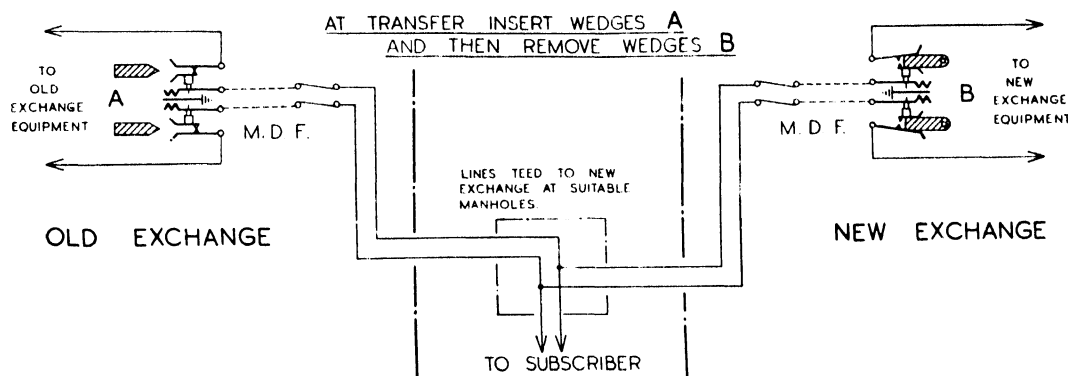 AT TRANSFER INSERT WEDGES A
AND THEN REMOVE WEDGES B
TO
OLD
EXCHANGE
EQUIPMENT
A
M. D. F.
LINES TEED TO NEW
EXCHANGE AT SUITABLE
MANHOLES.
M. D. F.
B
TO
NEW
EXCHANGE
EQUIPMENT
OLD EXCHANGE
NEW EXCHANGE
TO SUBSCRIBER